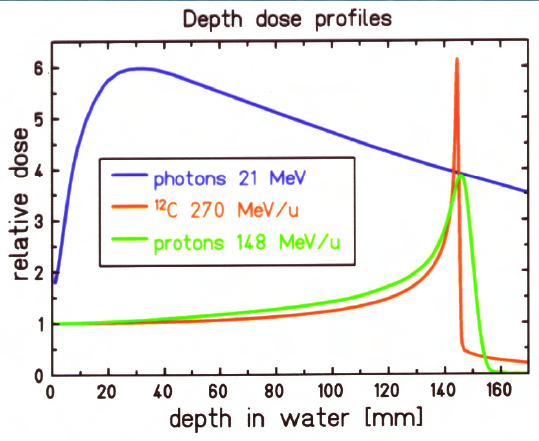 Depth dose profiles
relative dose
6
5
4
3
2
1
0
photons 21 MeV
¹²C 270 MeV/u
protons 148 MeV/u
0 20 40 60 80 100 120 140 160
depth in water [mm]